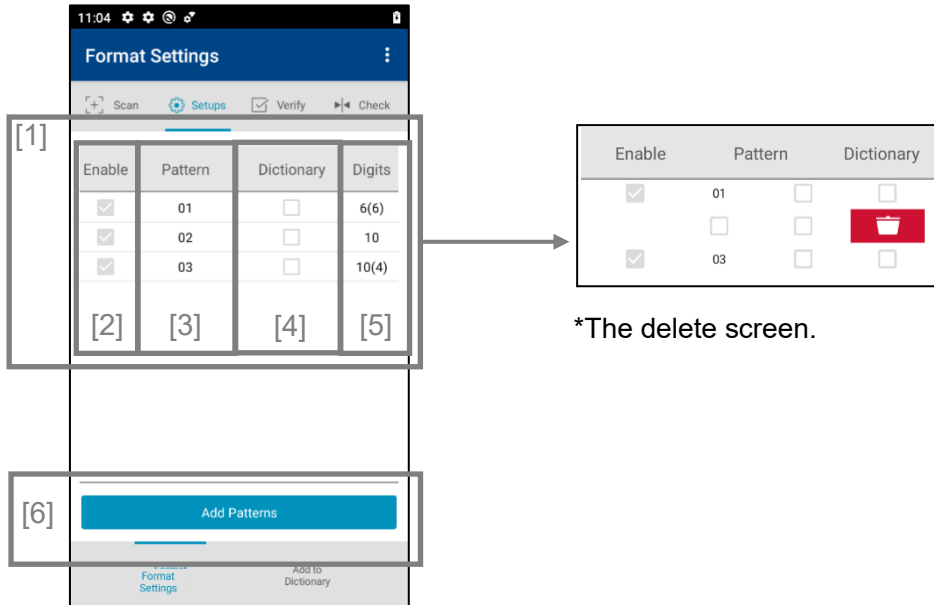 11:04
Format Settings
Scan Setups Verify Check
[1]
Enable Pattern Dictionary Digits
01 6(6)
02 10
03 10(4)
[2] [3] [4] [5]
[6]
Add Patterns
Format
Settings
Add to
Dictionary
Enable Pattern Dictionary
01
03
*The delete screen.